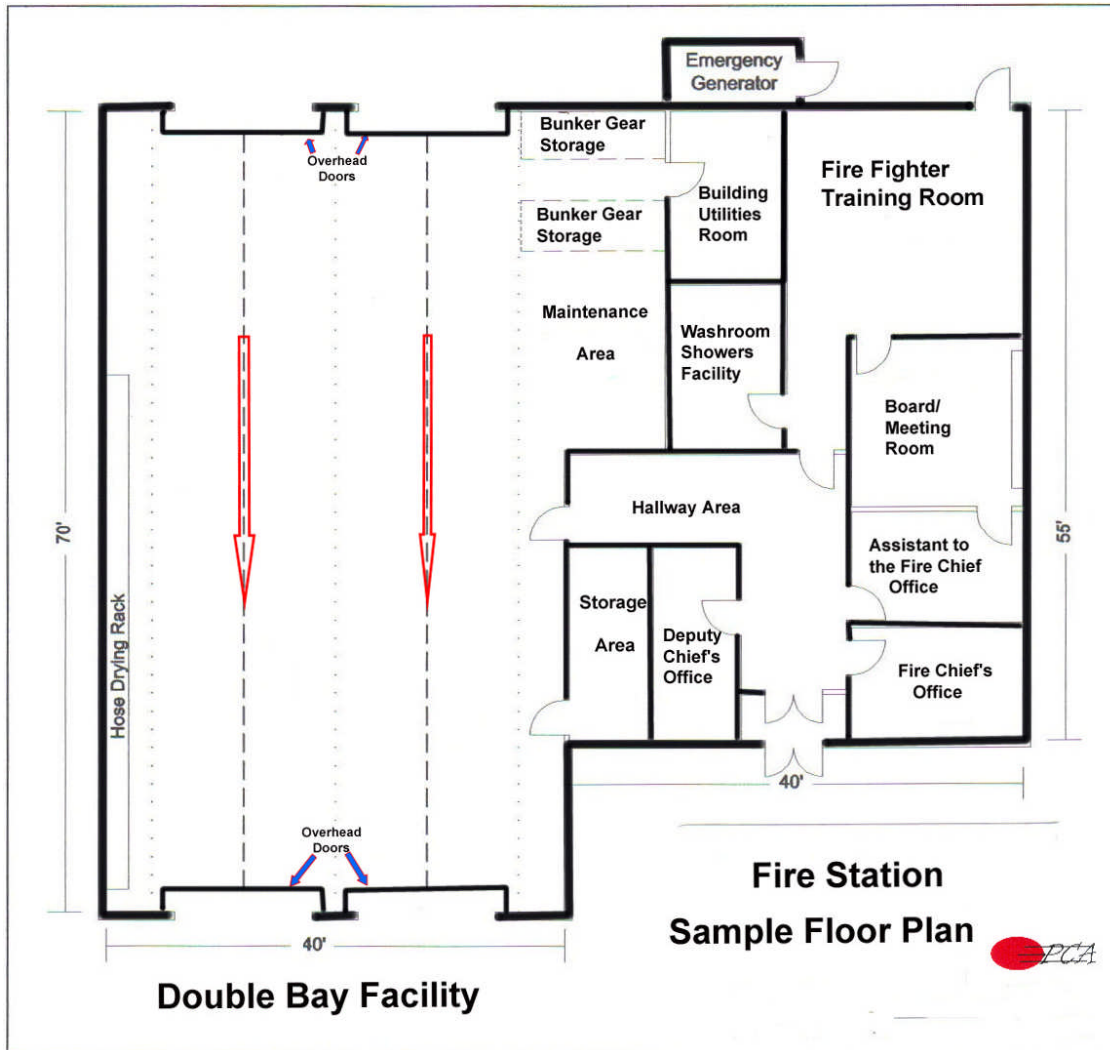 Emergency
Generator
Bunker Gear
Storage
Overhead
Doors
Fire Fighter
Training Room
Building
Utilities
Room
Bunker Gear
Storage
Maintenance
Area
Washroom
Showers
Facility
Board/
Meeting
Room
Hallway Area
70'
55'
Assistant to
the Fire Chief
Office
Storage
Area
Deputy
Chief's
Office
Fire Chief's
Office
Hose Drying Rack
40'
Overhead
Doors
Fire Station
Sample Floor Plan
PCA
40'
Double Bay Facility